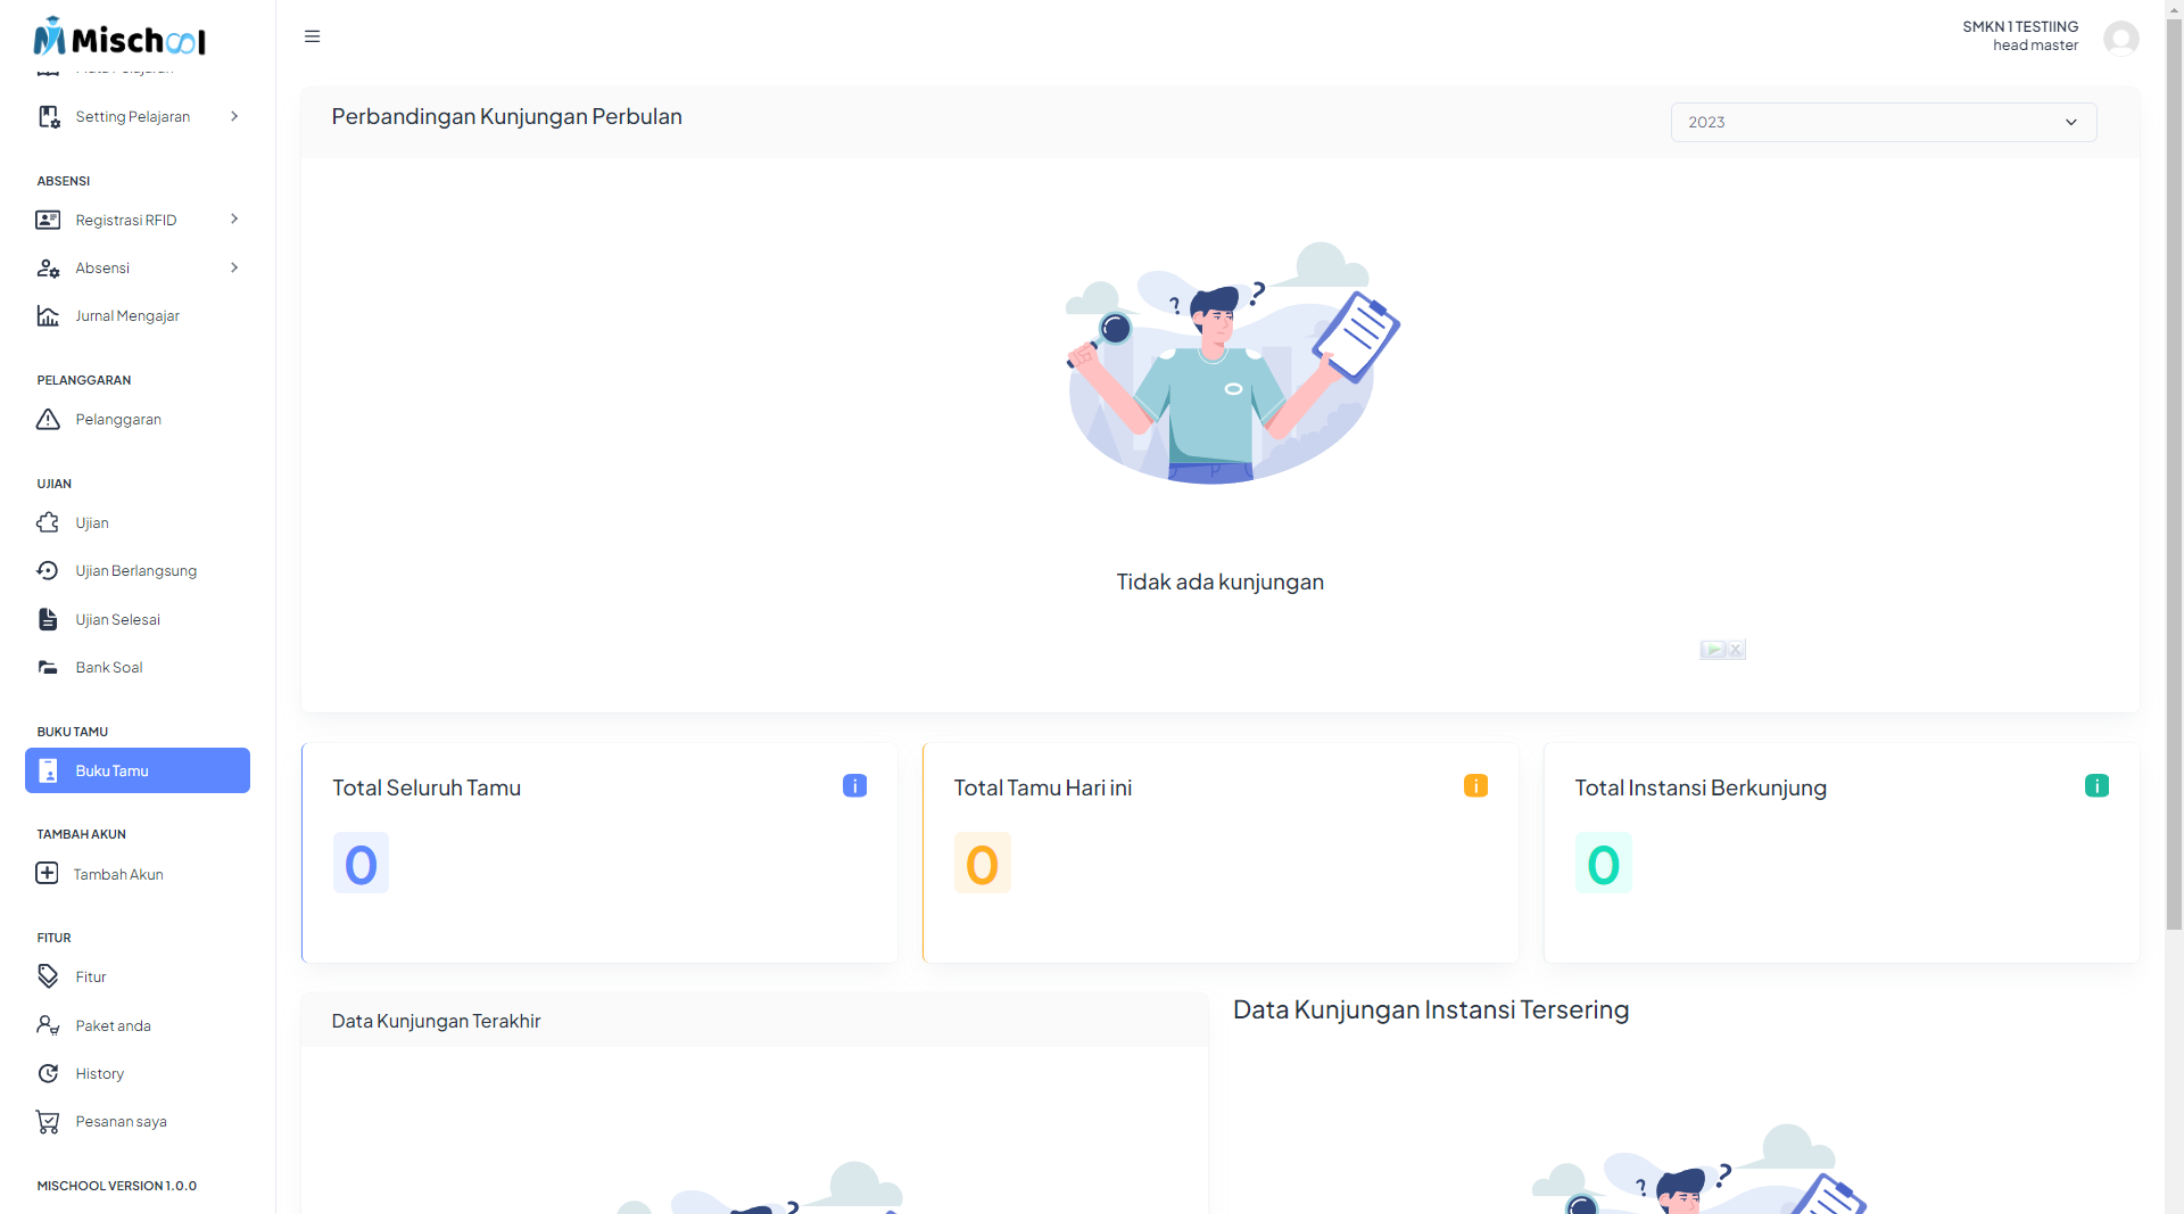 Mischool
Setting Pelajaran
ABSENSI
Registrasi RFID
Absensi
Jurnal Mengajar
PELANGGARAN
Pelanggaran
UJIAN
Ujian
Ujian Berlangsung
Ujian Selesai
Bank Soal
BUKU TAMU
Buku Tamu
TAMBAH AKUN
Tambah Akun
FITUR
Fitur
Paket anda
History
Pesanan saya
MISCHOOL VERSION 1.0.0
SMKN 1 TESTIING
head master
Perbandingan Kunjungan Perbulan
2023
? ?
Tidak ada kunjungan
Total Seluruh Tamu
i
0
Total Tamu Hari ini
i
0
Total Instansi Berkunjung
i
0
Data Kunjungan Terakhir
?
Data Kunjungan Instansi Tersering
? ?